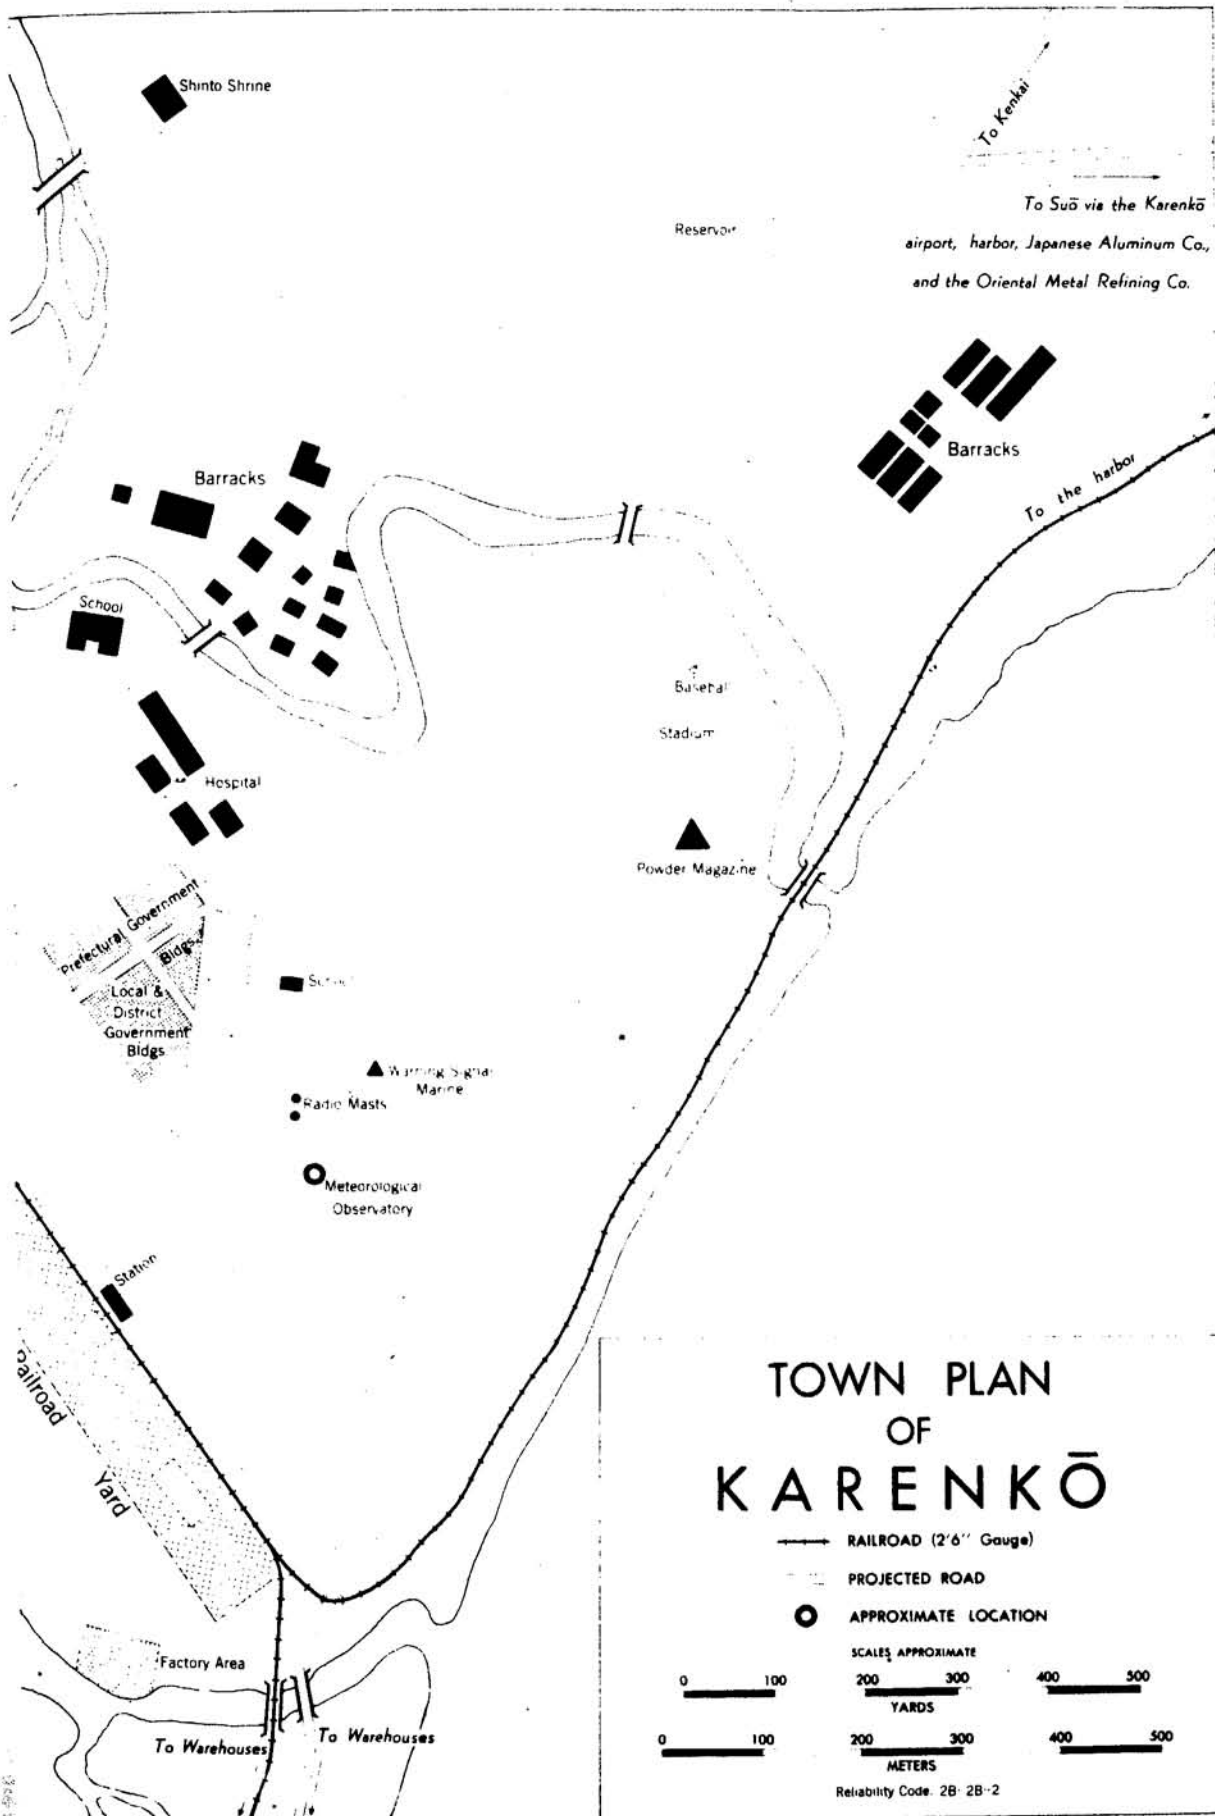 Shinto Shrine
To Kenkai
To Suō via the Karenkō
airport, harbor, Japanese Aluminum Co.,
and the Oriental Metal Refining Co.
Reservoir
Barracks
To the harbor
Barracks
School
Baseball
Stadium
Hospital
Powder Magazine
Prefectural Government
Bldgs.
Local &
District
Government
Bldgs
School
Warning Signal
Marine
Radio Masts
Meteorological
Observatory
Station
Railroad
Yard
Factory Area
To Warehouses
To Warehouses
TOWN PLAN
OF
KARENKŌ
RAILROAD (2'6" Gauge)
PROJECTED ROAD
APPROXIMATE LOCATION
SCALES APPROXIMATE
0 100 200 300 400 500
YARDS
0 100 200 300 400 500
METERS
Reliability Code. 2B- 2B-2